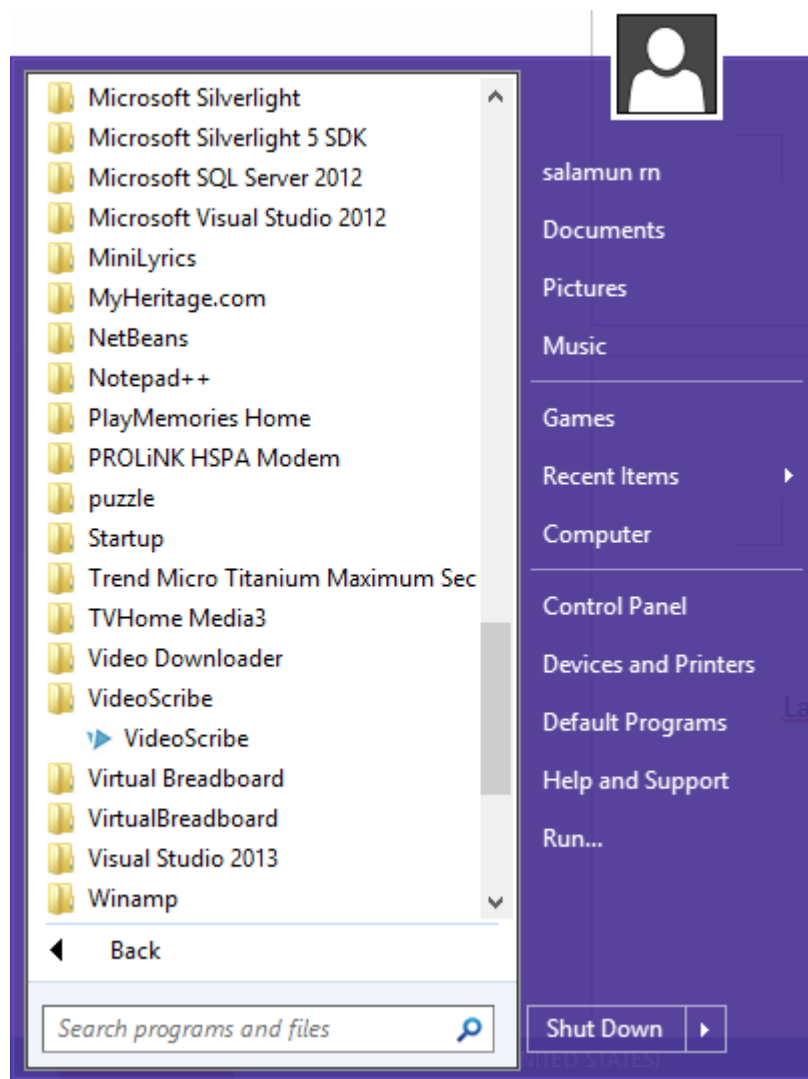 Microsoft Silverlight
Microsoft Silverlight 5 SDK
Microsoft SQL Server 2012
Microsoft Visual Studio 2012
MiniLyrics
MyHeritage.com
NetBeans
Notepad++
PlayMemories Home
PROLiNK HSPA Modem
puzzle
Startup
Trend Micro Titanium Maximum Sec
TVHome Media3
Video Downloader
VideoScribe
VideoScribe
Virtual Breadboard
VirtualBreadboard
Visual Studio 2013
Winamp
Back
Search programs and files
salamun rn
Documents
Pictures
Music
Games
Recent Items
Computer
Control Panel
Devices and Printers
Default Programs
La
Help and Support
Run...
Shut Down
UNITED STATES)